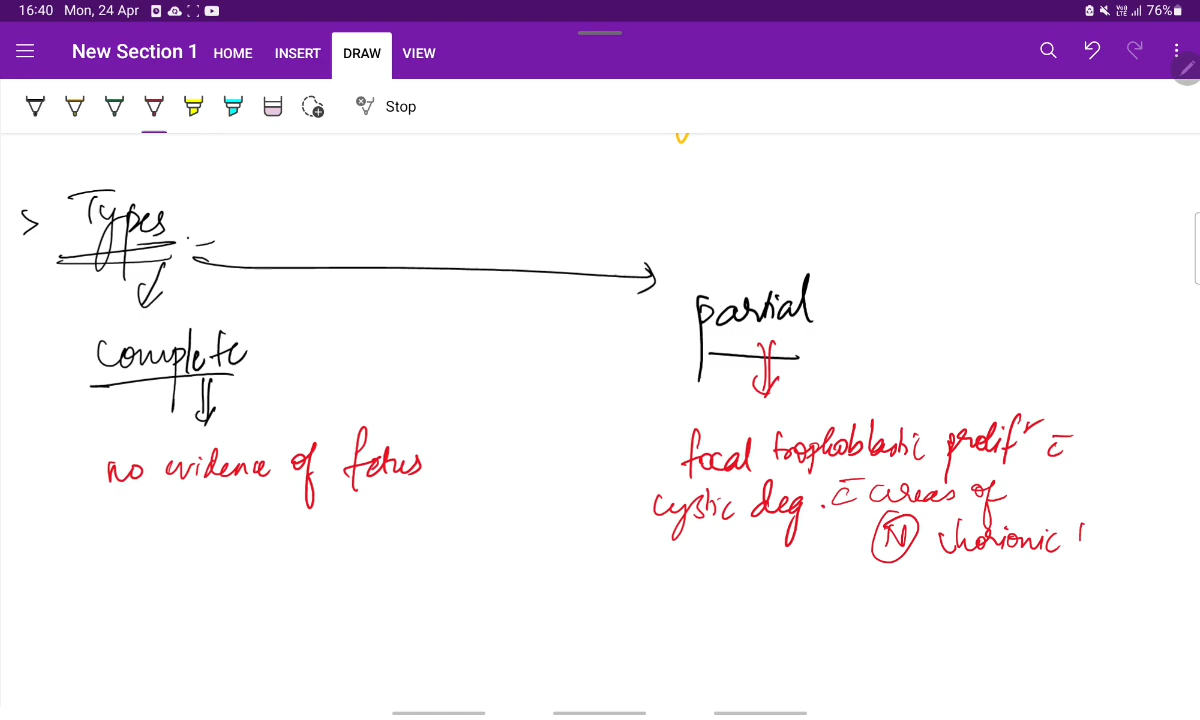 16:40 Mon, 24 Apr 76%
New Section 1 HOME INSERT DRAW VIEW
Stop
> Types :-
partial
complete
focal trophoblastic prolifr c̄
no evidence of fetus
cystic deg. c̄ areas of
(N) chorionic